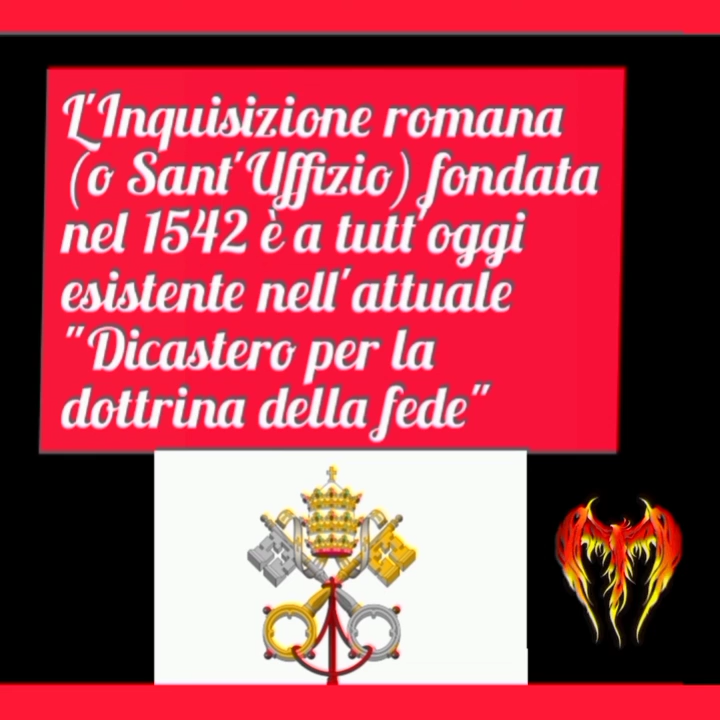 L'Inquisizione romana
(o Sant'Uffizio) fondata
nel 1542 è a tutt'oggi
esistente nell'attuale
"Dicastero per la
dottrina della fede"